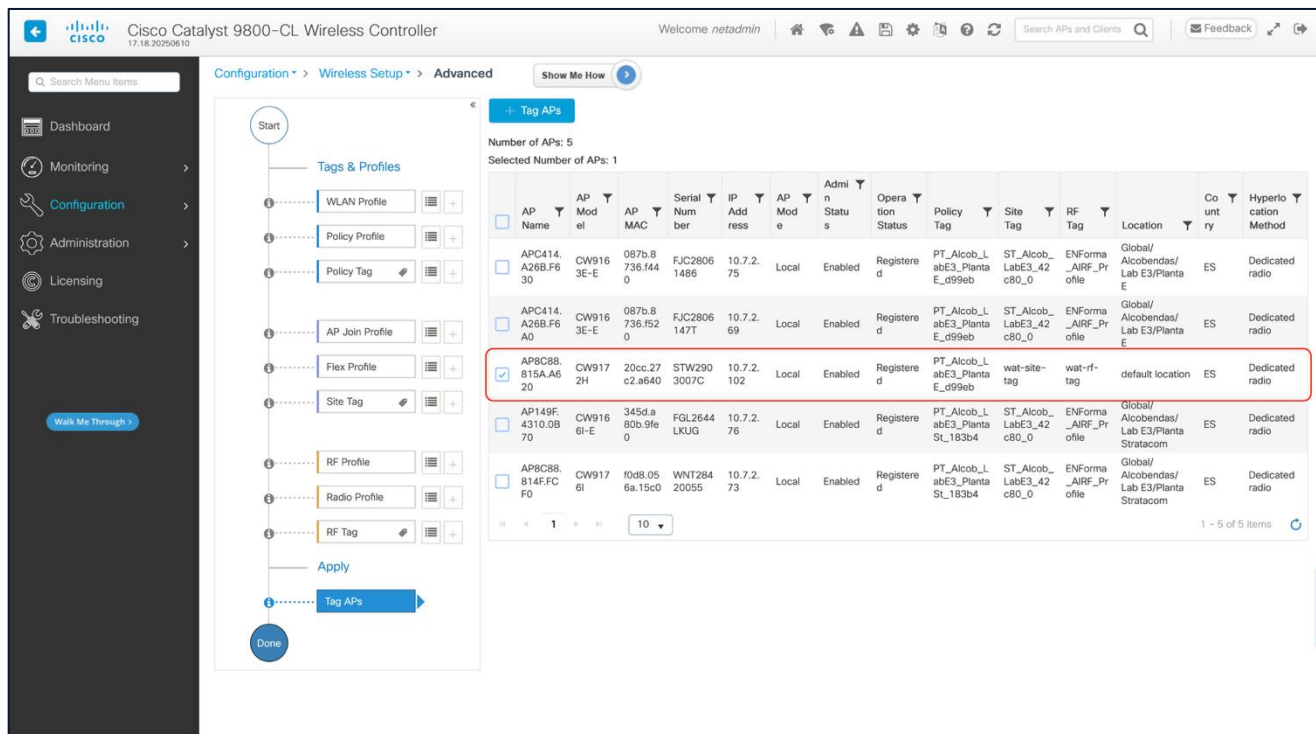 CISCO
Cisco Catalyst 9800-CL Wireless Controller
17.18.20250610
Welcome netadmin
Search APs and Clients
Feedback
Search Menu Items
Dashboard
Monitoring
Configuration
Administration
Licensing
Troubleshooting
Walk Me Through >
Configuration > Wireless Setup > Advanced
Show Me How
Start
Tags & Profiles
WLAN Profile
Policy Profile
Policy Tag
AP Join Profile
Flex Profile
Site Tag
RF Profile
Radio Profile
RF Tag
Apply
Tag APs
Done
+ Tag APs
Number of APs: 5
Selected Number of APs: 1
AP Name AP Model AP MAC Serial Number IP Address AP Mode Admin Status Operation Status Policy Tag Site Tag RF Tag Location Country Hyperlocation Method
APC414.A26B.F630 CW9163E-E 087b.8736.f440 FJC28061486 10.7.2.75 Local Enabled Registered PT_Alcob_LabE3_PlantaE_d99eb ST_Alcob_LabE3_42c80_0 ENForma_AIRF_Profile Global/Alcobendas/Lab E3/Planta E ES Dedicated radio
APC414.A26B.F6A0 CW9163E-E 087b.8736.f520 FJC2806147T 10.7.2.69 Local Enabled Registered PT_Alcob_LabE3_PlantaE_d99eb ST_Alcob_LabE3_42c80_0 ENForma_AIRF_Profile Global/Alcobendas/Lab E3/Planta E ES Dedicated radio
AP8C88.815A.A620 CW9172H 20cc.27c2.a640 STW2903007C 10.7.2.102 Local Enabled Registered PT_Alcob_LabE3_PlantaE_d99eb wat-site-tag wat-rf-tag default location ES Dedicated radio
AP149F.4310.0B70 CW9166I-E 345d.a80b.9fe0 FGL2644LKUG 10.7.2.76 Local Enabled Registered PT_Alcob_LabE3_PlantaSt_183b4 ST_Alcob_LabE3_42c80_0 ENForma_AIRF_Profile Global/Alcobendas/Lab E3/Planta Stratacom ES Dedicated radio
AP8C88.814F.FCF0 CW9176I f0d8.056a.15c0 WNT28420055 10.7.2.73 Local Enabled Registered PT_Alcob_LabE3_PlantaSt_183b4 ST_Alcob_LabE3_42c80_0 ENForma_AIRF_Profile Global/Alcobendas/Lab E3/Planta Stratacom ES Dedicated radio
1
10
1 - 5 of 5 items